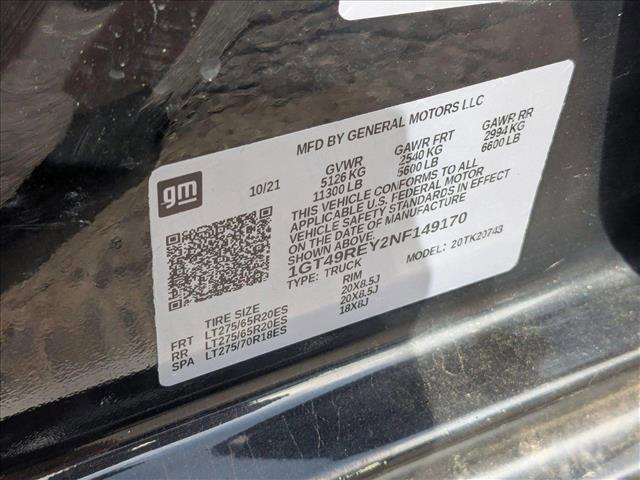 MFD BY GENERAL MOTORS LLC
gm
10/21
GVWR
5126 KG
11300 LB
GAWR FRT
2540 KG
5600 LB
GAWR RR
2994 KG
6600 LB
THIS VEHICLE CONFORMS TO ALL
APPLICABLE U.S. FEDERAL MOTOR
VEHICLE SAFETY STANDARDS IN EFFECT
ON THE DATE OF MANUFACTURE
SHOWN ABOVE.
1GT49REY2NF149170
TYPE: TRUCK
MODEL: 20TK20743
TIRE SIZE RIM
FRT LT275/65R20ES 20X8.5J
RR LT275/65R20ES 20X8.5J
SPA LT275/70R18ES 18X8J